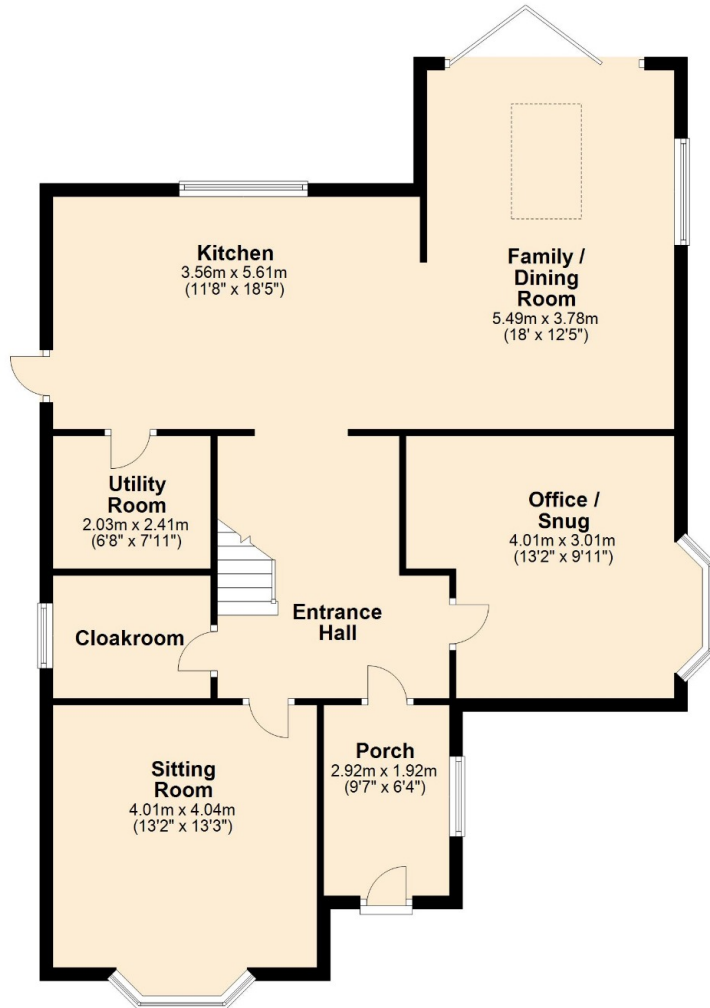 Kitchen
3.56m x 5.61m
(11'8" x 18'5")
Family /
Dining
Room
5.49m x 3.78m
(18' x 12'5")
Utility
Room
2.03m x 2.41m
(6'8" x 7'11")
Office /
Snug
4.01m x 3.01m
(13'2" x 9'11")
Cloakroom
Entrance
Hall
Sitting
Room
4.01m x 4.04m
(13'2" x 13'3")
Porch
2.92m x 1.92m
(9'7" x 6'4")